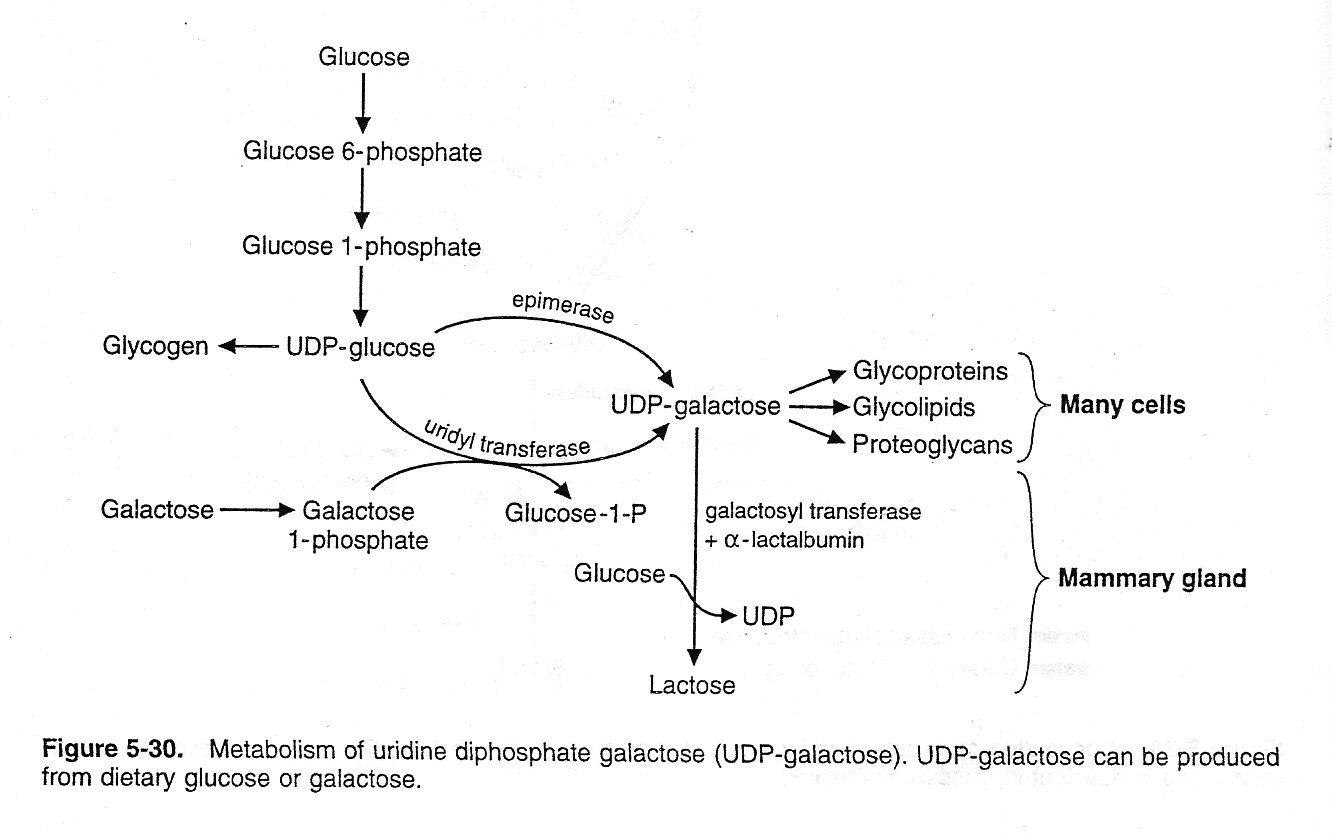 Glucose
Glucose 6-phosphate
Glucose 1-phosphate
epimerase
Glycogen
UDP-glucose
Glycoproteins
UDP-galactose
Glycolipids
Many cells
Proteoglycans
uridyl transferase
Galactose
Galactose
1-phosphate
Glucose-1-P
galactosyl transferase
+ α-lactalbumin
Glucose
Mammary gland
UDP
Lactose
Figure 5-30. Metabolism of uridine diphosphate galactose (UDP-galactose). UDP-galactose can be produced
from dietary glucose or galactose.